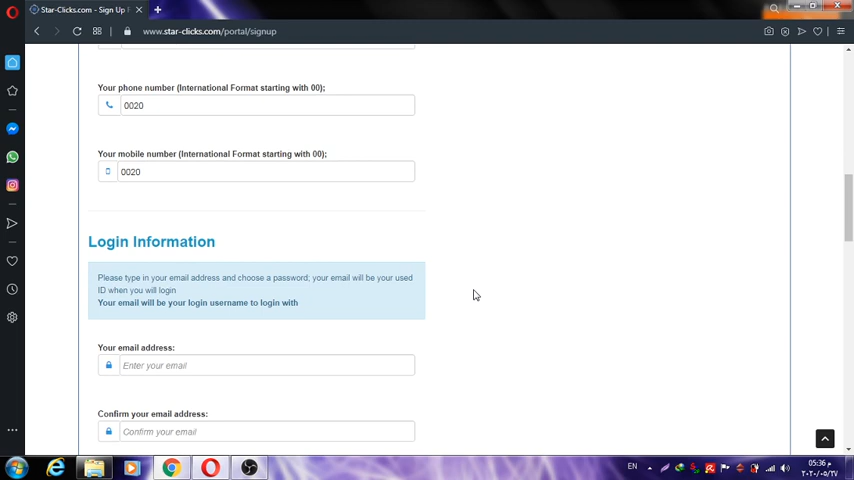 Star-Clicks.com - Sign Up
www.star-clicks.com/portal/signup
Your phone number (International Format starting with 00);
0020
Your mobile number (International Format starting with 00);
0020
Login Information
Please type in your email address and choose a password; your email will be your used
ID when you will login
Your email will be your login username to login with
Your email address:
Enter your email
Confirm your email address:
Confirm your email
EN
05:36 م
٢٠٢٠/٠٥/٢٧